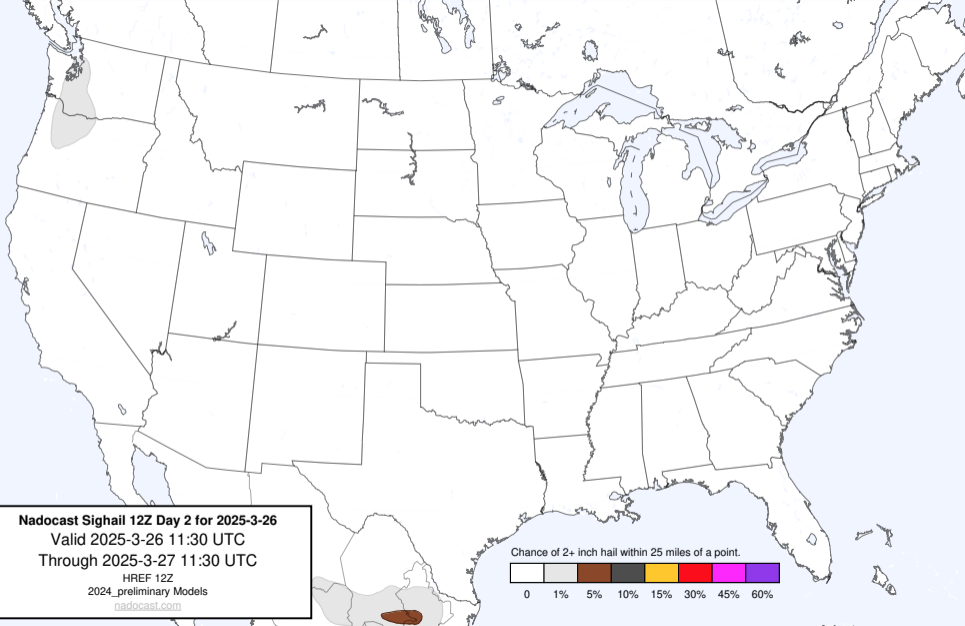 Nadocast Sighail 12Z Day 2 for 2025-3-26
Valid 2025-3-26 11:30 UTC
Through 2025-3-27 11:30 UTC
HREF 12Z
2024_preliminary Models
nadocast.com
Chance of 2+ inch hail within 25 miles of a point.
0 1% 5% 10% 15% 30% 45% 60%